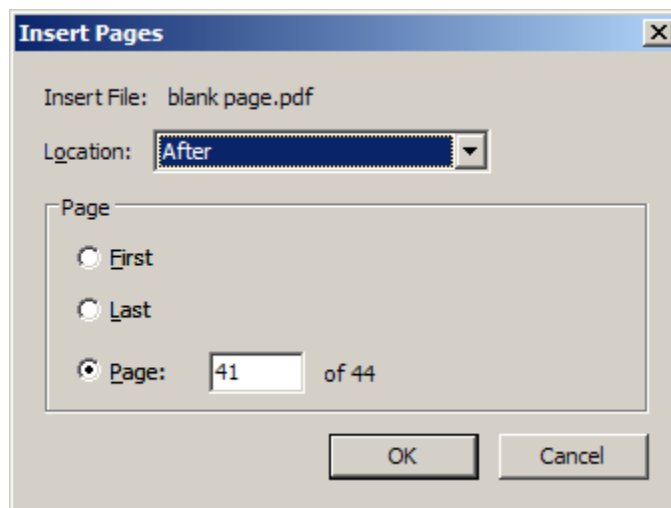 Insert Pages
Insert File: blank page.pdf
Location: After
Page
First
Last
Page: 41 of 44
OK Cancel